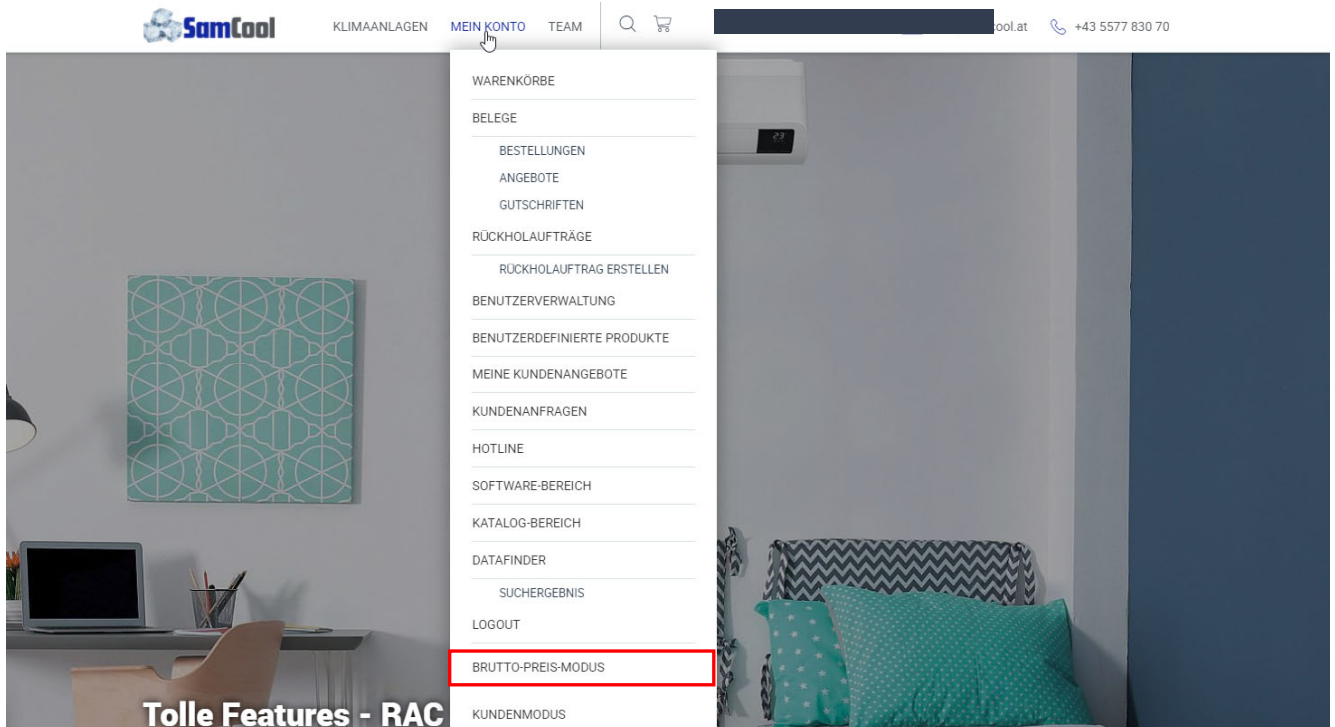 SamCool
KLIMAANLAGEN MEIN KONTO TEAM
ool.at +43 5577 830 70
WARENKÖRBE
BELEGE
BESTELLUNGEN
ANGEBOTE
GUTSCHRIFTEN
RÜCKHOLAUFTRÄGE
RÜCKHOLAUFTRAG ERSTELLEN
BENUTZERVERWALTUNG
BENUTZERDEFINIERTE PRODUKTE
MEINE KUNDENANGEBOTE
KUNDENANFRAGEN
HOTLINE
SOFTWARE-BEREICH
KATALOG-BEREICH
DATAFINDER
SUCHERGEBNIS
LOGOUT
BRUTTO-PREIS-MODUS
KUNDENMODUS
23
Tolle Features - RAC